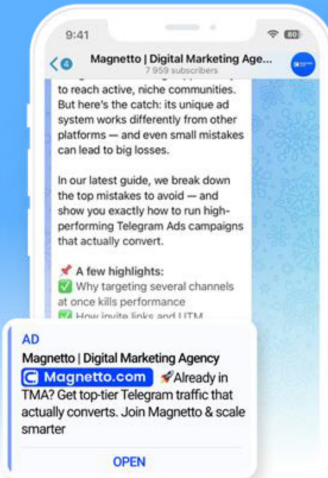 9:41
80
Magnetto | Digital Marketing Age...
7 959 subscribers
to reach active, niche communities.
But here's the catch: its unique ad
system works differently from other
platforms — and even small mistakes
can lead to big losses.
In our latest guide, we break down
the top mistakes to avoid — and
show you exactly how to run high-
performing Telegram Ads campaigns
that actually convert.
📌 A few highlights:
✅ Why targeting several channels
at once kills performance
✅ How invite links and UTM
AD
Magnetto | Digital Marketing Agency
Magnetto.com 🚀Already in
TMA? Get top-tier Telegram traffic that
actually converts. Join Magnetto & scale
smarter
OPEN